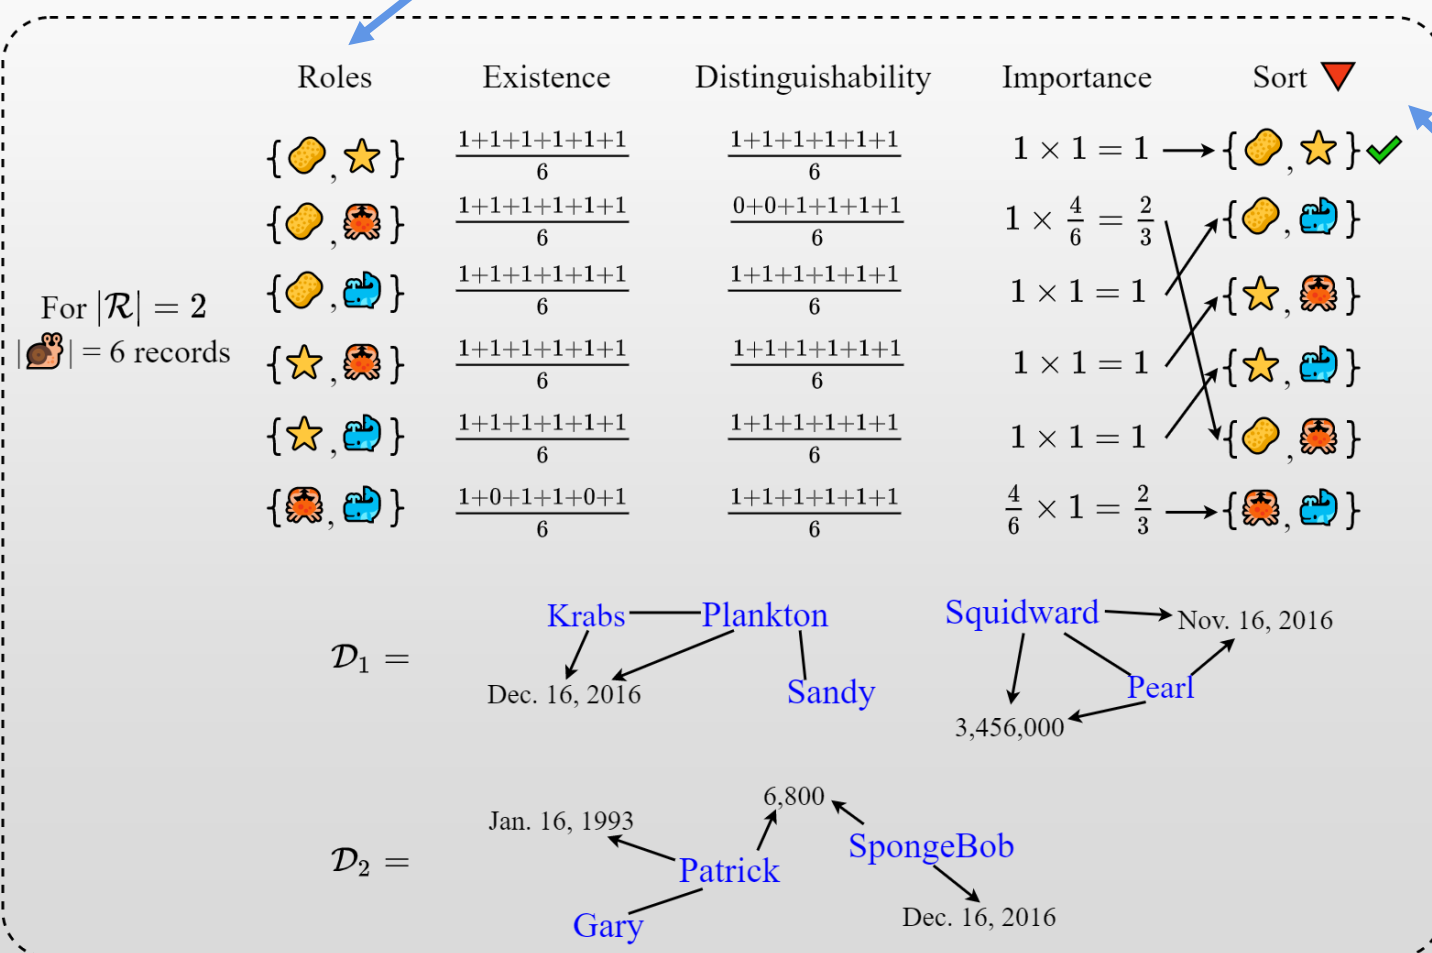 Roles Existence Distinguishability Importance Sort
{ , } 1+1+1+1+1+1/6 1+1+1+1+1+1/6 1 × 1 = 1 { , }
{ , } 1+1+1+1+1+1/6 0+0+1+1+1+1/6 1 × 4/6 = 2/3 { , }
{ , } 1+1+1+1+1+1/6 1+1+1+1+1+1/6 1 × 1 = 1 { , }
For |R| = 2
| | = 6 records
{ , } 1+1+1+1+1+1/6 1+1+1+1+1+1/6 1 × 1 = 1 { , }
{ , } 1+1+1+1+1+1/6 1+1+1+1+1+1/6 1 × 1 = 1 { , }
{ , } 1+0+1+1+0+1/6 1+1+1+1+1+1/6 4/6 × 1 = 2/3 { , }
D₁ =
Krabs Plankton
Dec. 16, 2016 Sandy
Squidward Nov. 16, 2016
Pearl
3,456,000
D₂ =
6,800
Jan. 16, 1993
Patrick SpongeBob
Gary Dec. 16, 2016